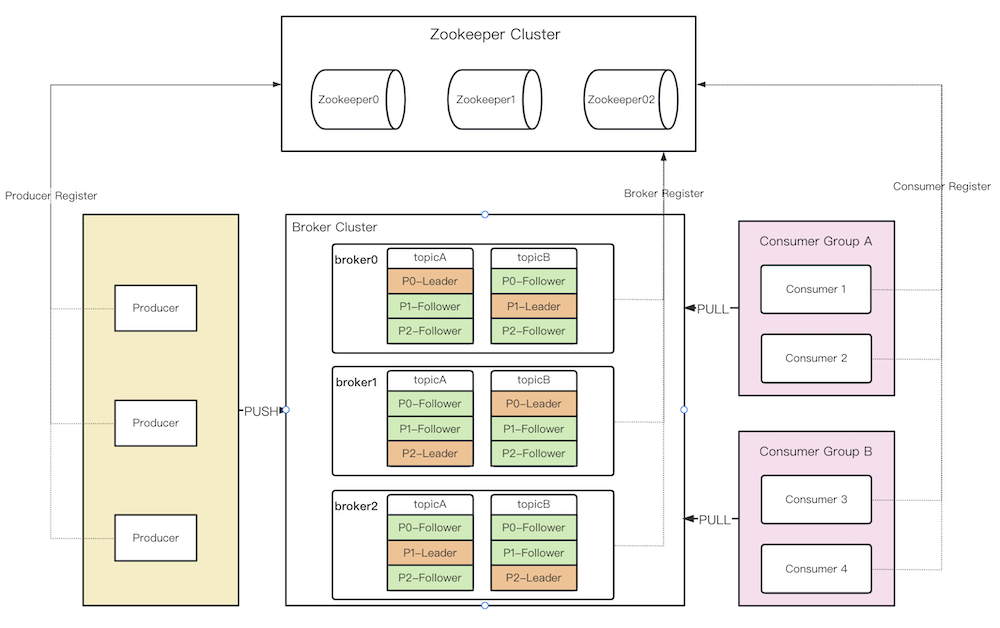 Zookeeper Cluster
Zookeeper0
Zookeeper1
Zookeeper02
Producer Register
Broker Register
Consumer Register
Producer
Producer
Producer
PUSH
Broker Cluster
broker0
topicA
P0-Leader
P1-Follower
P2-Follower
topicB
P0-Follower
P1-Leader
P2-Follower
broker1
topicA
P0-Follower
P1-Follower
P2-Leader
topicB
P0-Leader
P1-Follower
P2-Follower
broker2
topicA
P0-Follower
P1-Leader
P2-Follower
topicB
P0-Follower
P1-Follower
P2-Leader
PULL
PULL
Consumer Group A
Consumer 1
Consumer 2
Consumer Group B
Consumer 3
Consumer 4